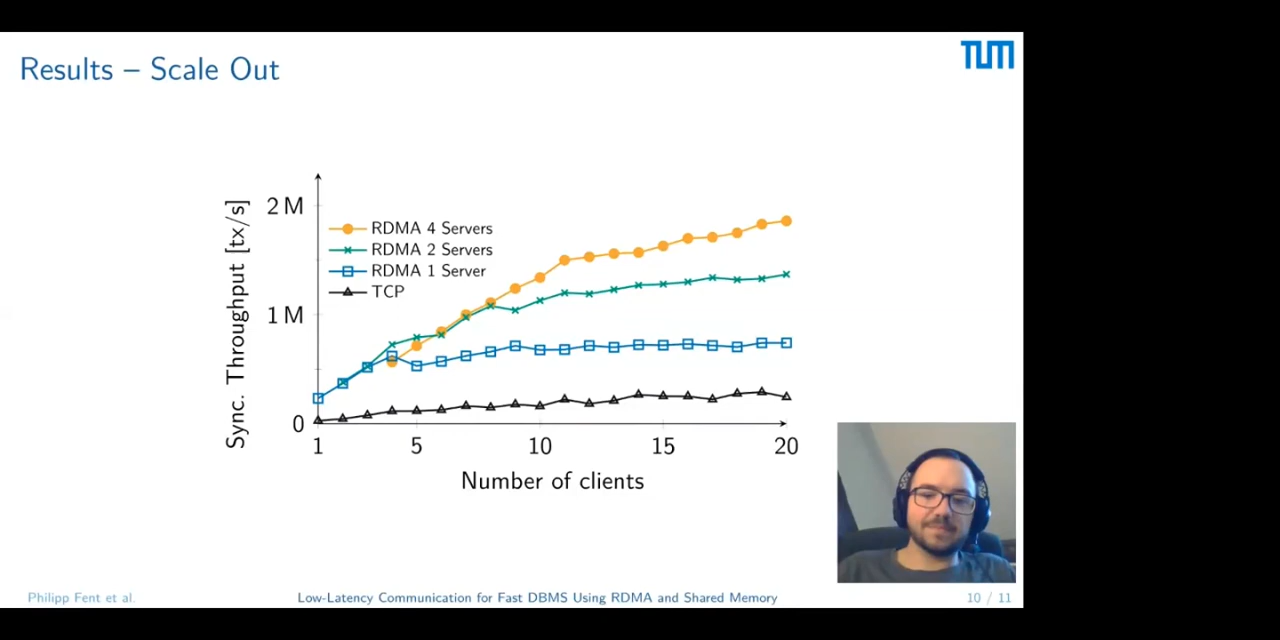 Results – Scale Out
TUM
Sync. Throughput [tx/s]
2 M
1 M
0
RDMA 4 Servers
RDMA 2 Servers
RDMA 1 Server
TCP
1 5 10 15 20
Number of clients
Philipp Fent et al. Low-Latency Communication for Fast DBMS Using RDMA and Shared Memory 10 / 11